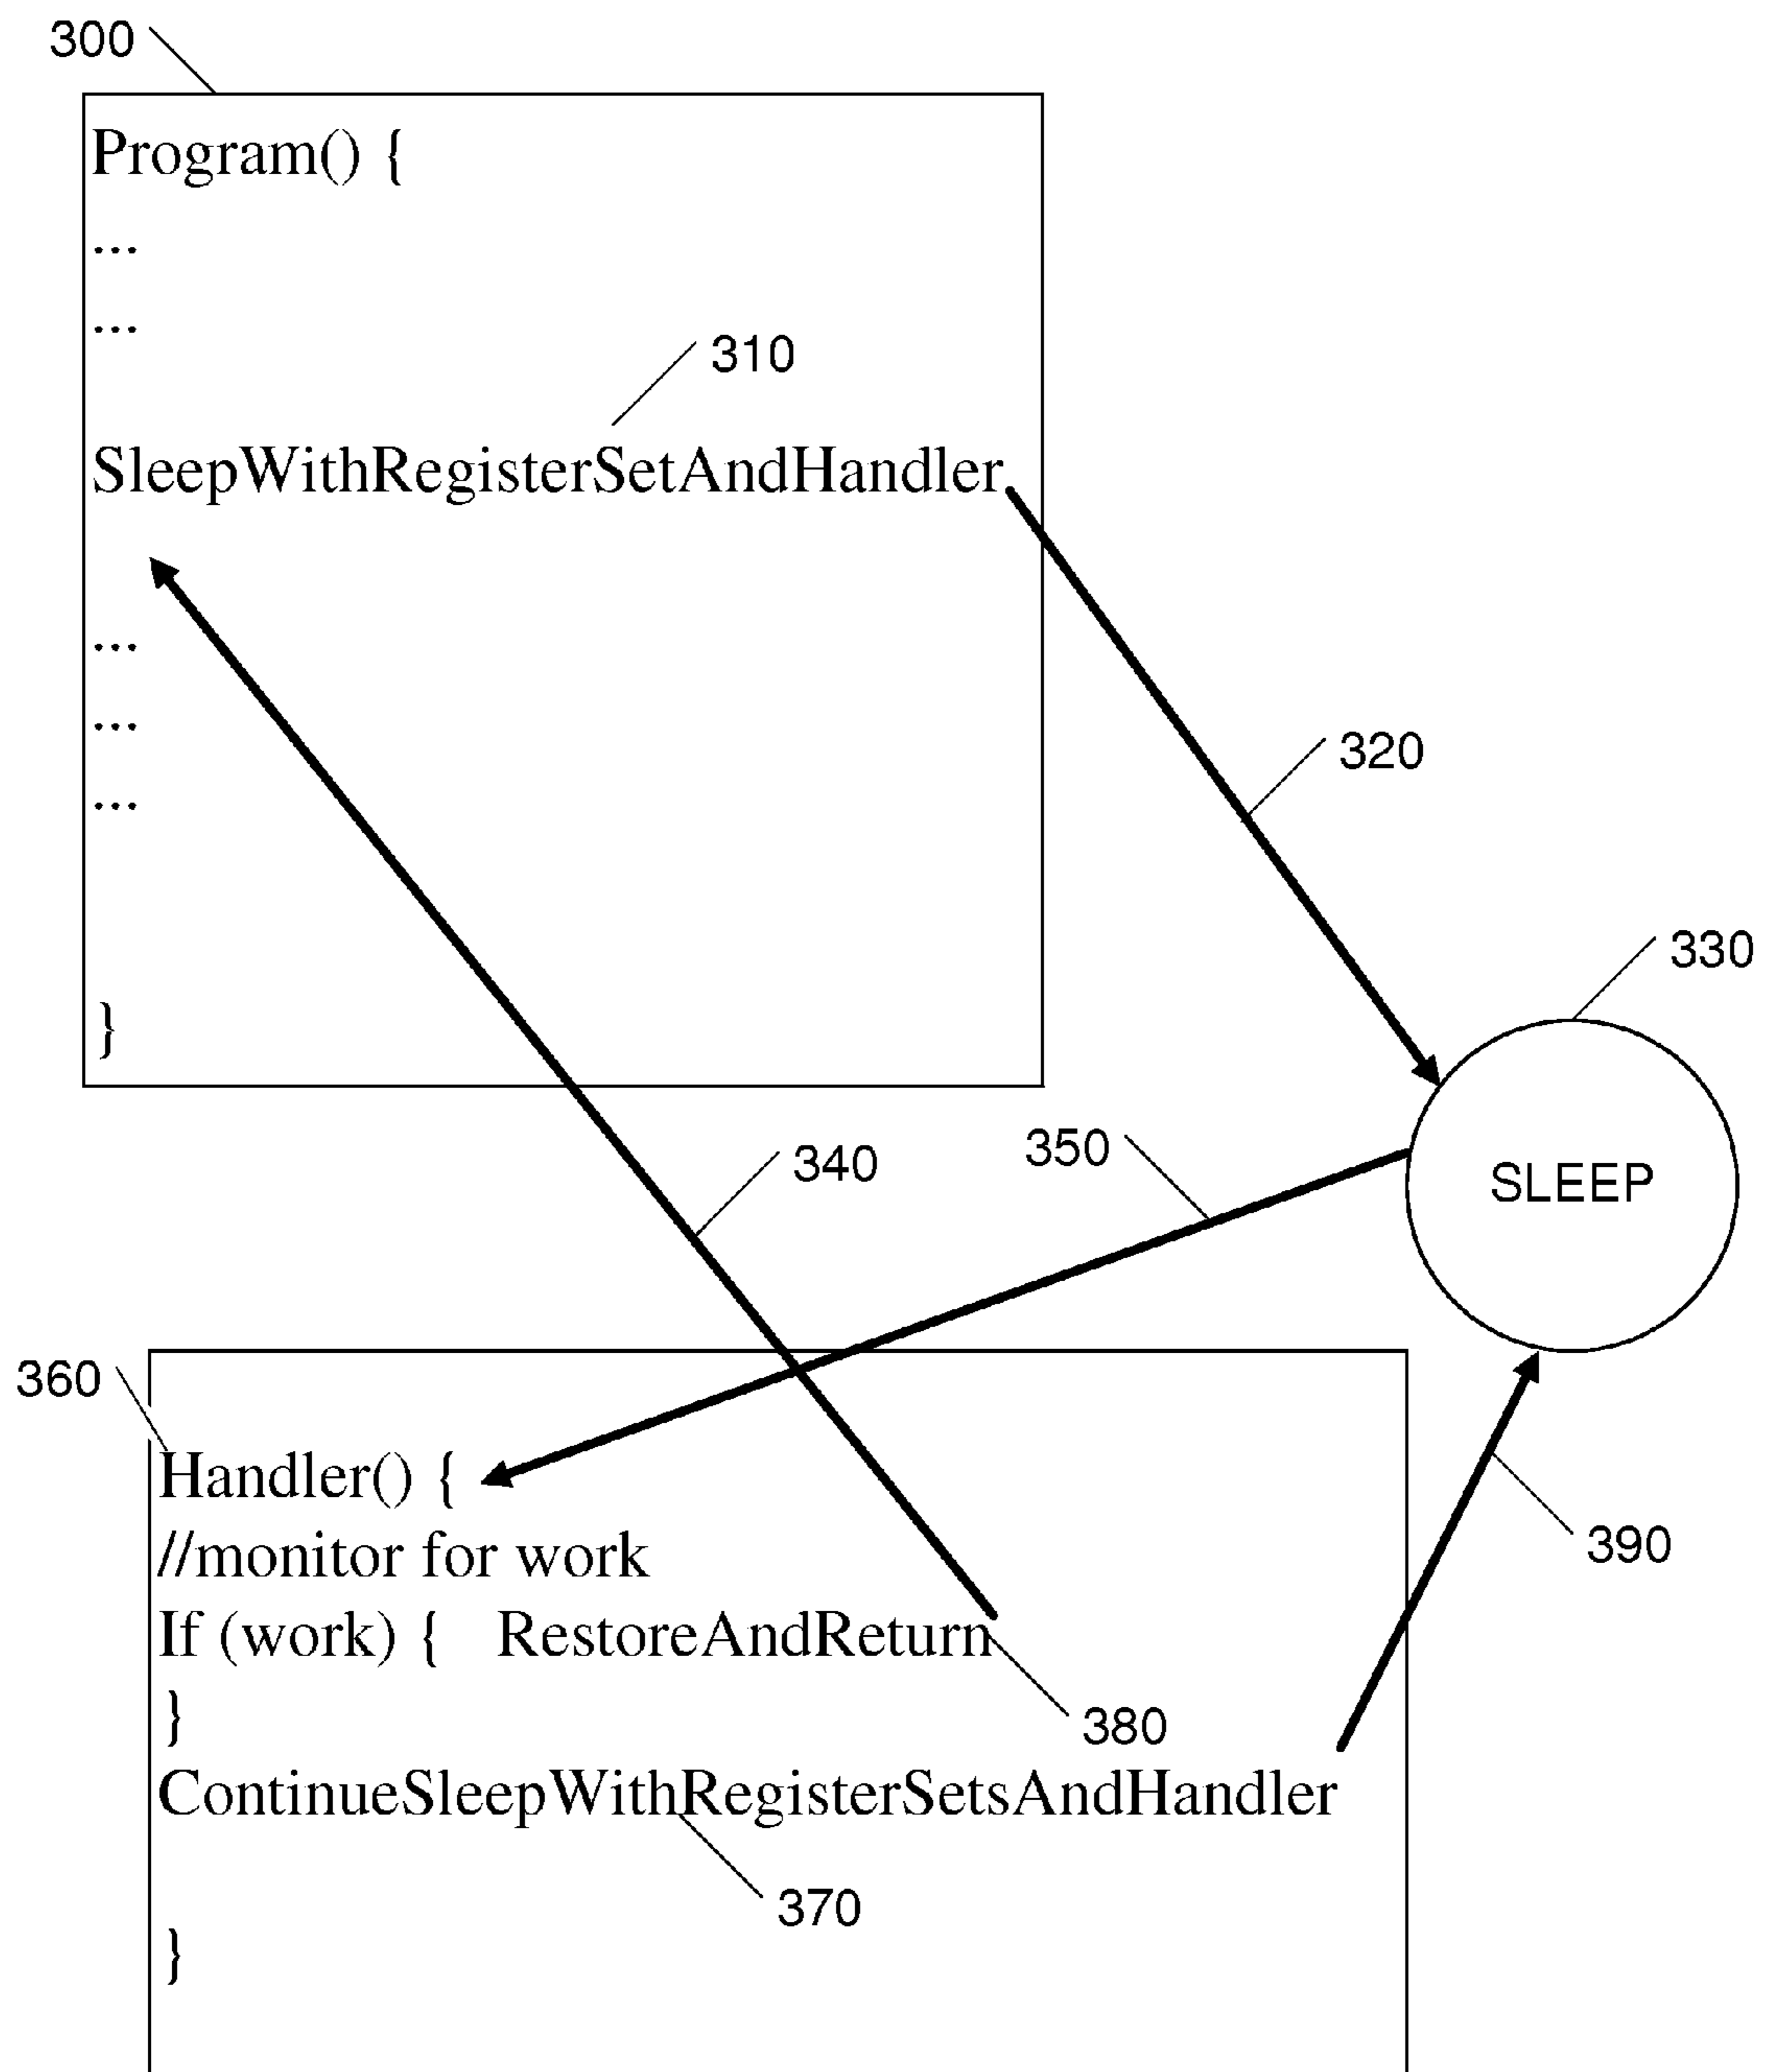 300
Program() {
...
...
310
SleepWithRegisterSetAndHandler
...
...
...
320
330
}
340
350
SLEEP
360
Handler() {
//monitor for work
390
If (work) { RestoreAndReturn
}
380
ContinueSleepWithRegisterSetsAndHandler
370
}